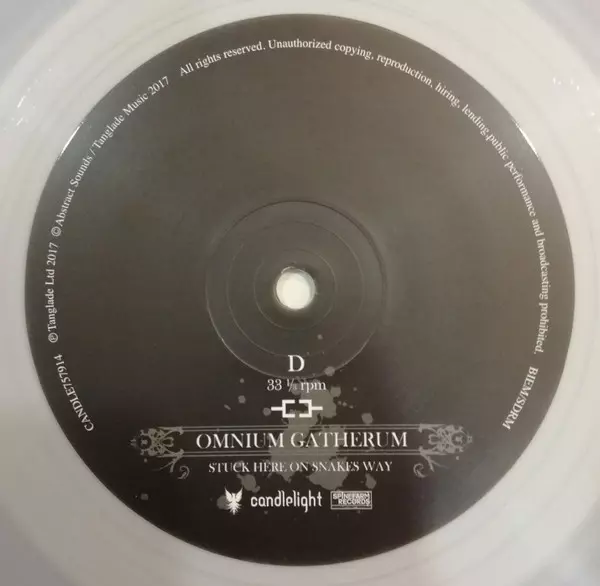 CANDLE757914 ℗Tanglade Ltd 2017 ©Abstract Sounds / Tanglade Music 2017 All rights reserved. Unauthorized copying, reproduction, hiring, lending, public performance and broadcasting prohibited. BIEM/SDRM
D
33 ⅓ rpm
OMNIUM GATHERUM
STUCK HERE ON SNAKES WAY
candlelight
SPINEFARM
RECORDS